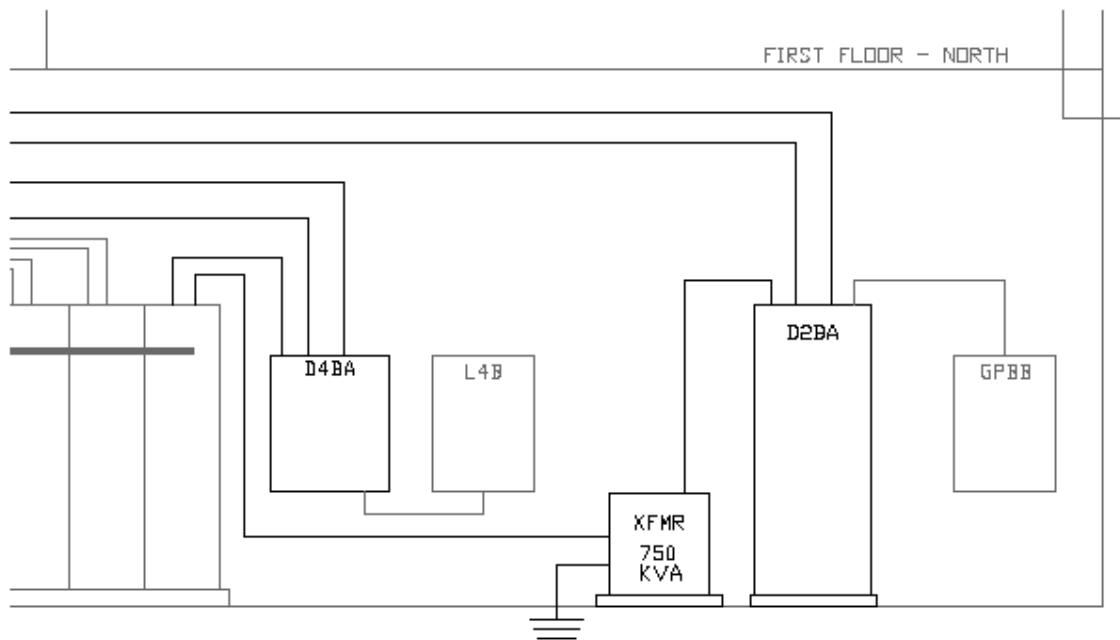 FIRST FLOOR - NORTH
D2BA
D4BA
L4B
GPBB
XFMR
750
KVA